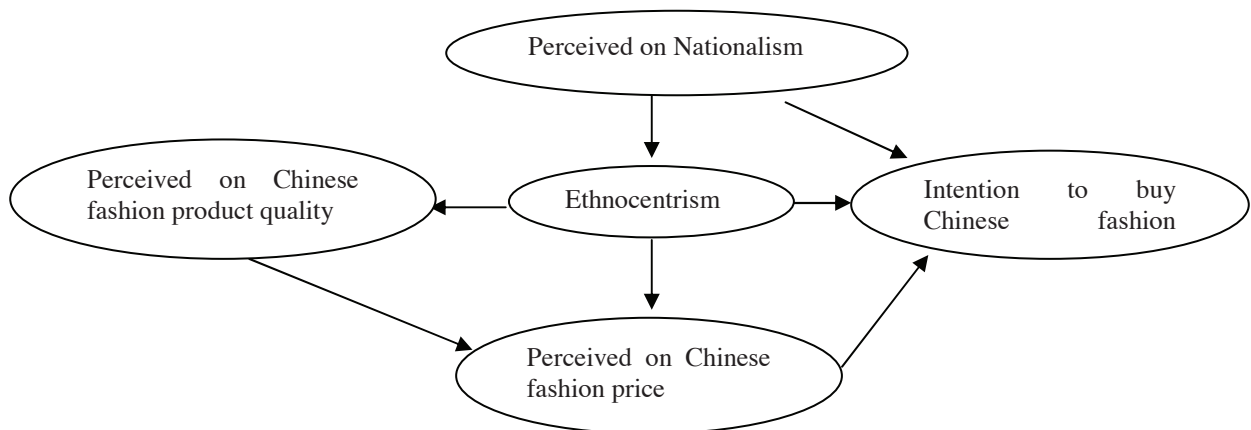 Perceived on Nationalism
Perceived on Chinese
fashion product quality
Ethnocentrism
Intention to buy
Chinese fashion
Perceived on Chinese
fashion price